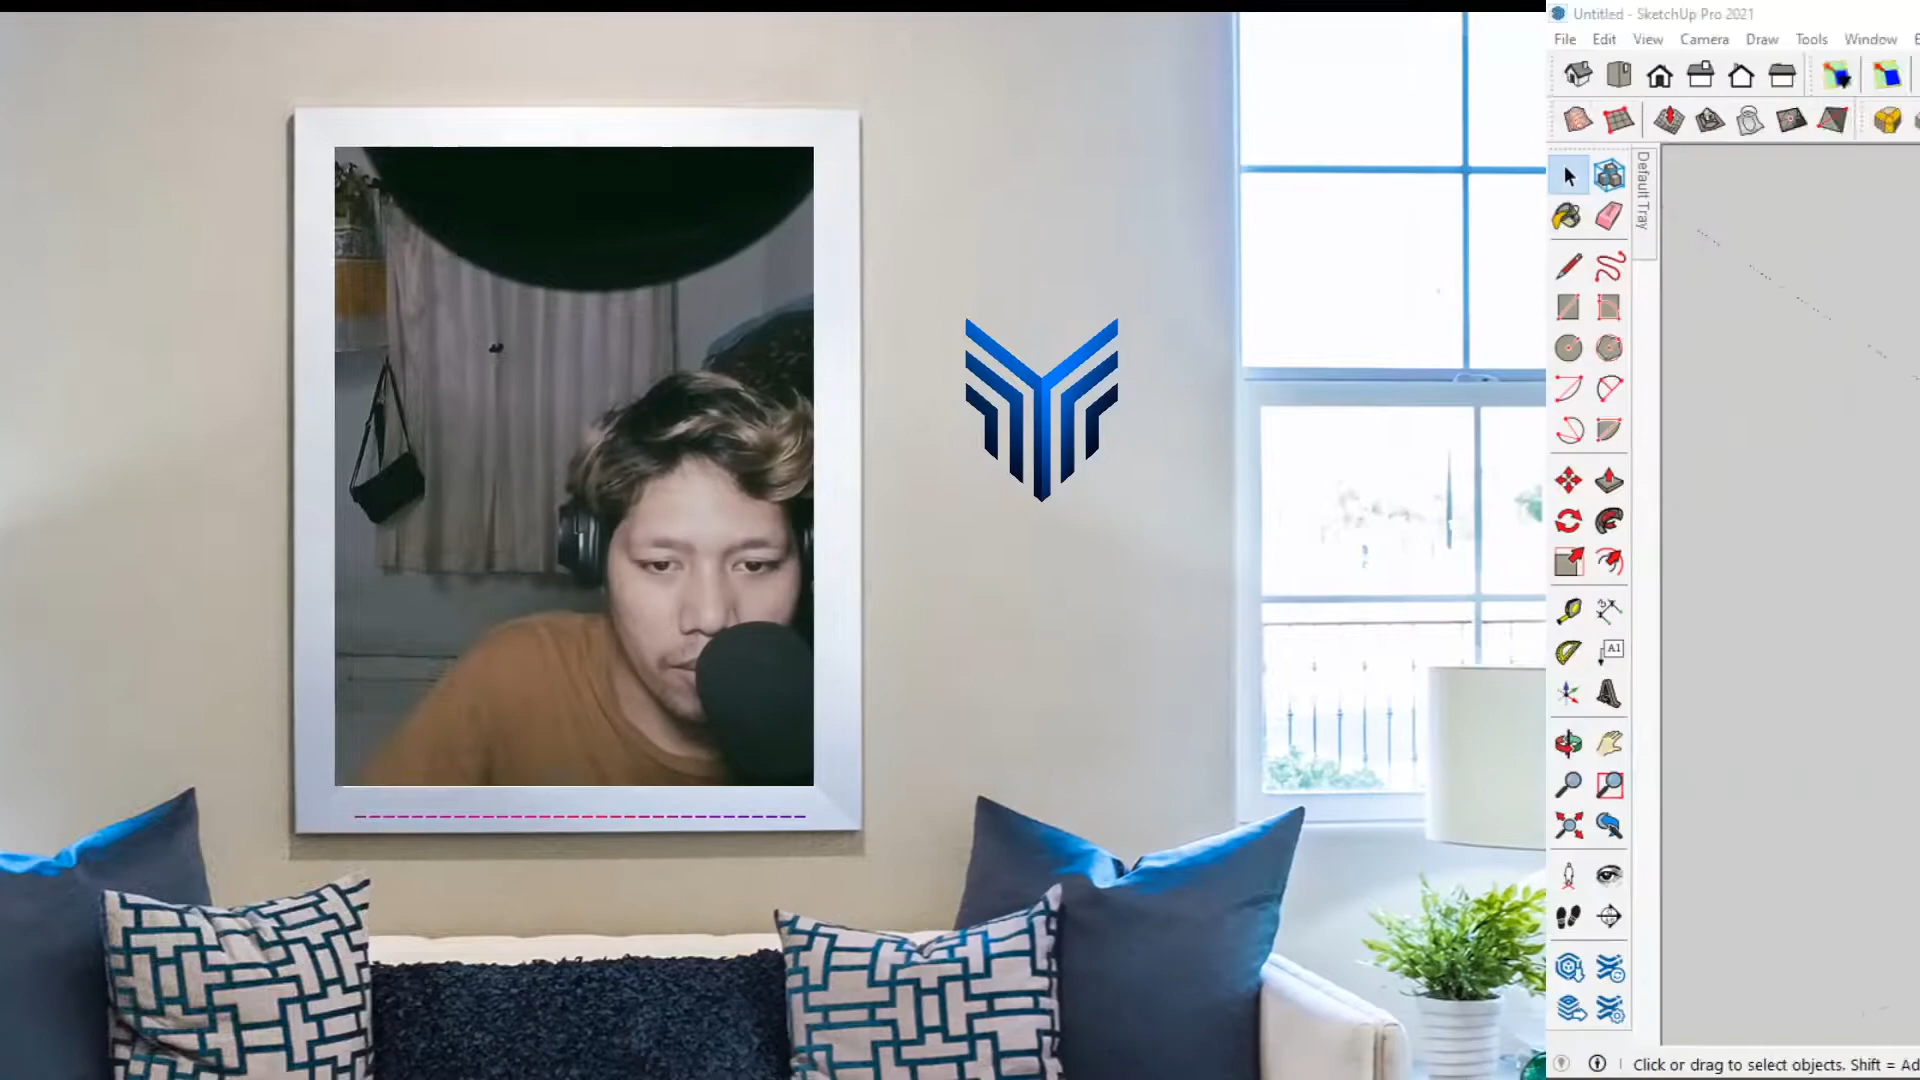 Untitled - SketchUp Pro 2021
File Edit View Camera Draw Tools Window
Default Tray
A1
Click or drag to select objects. Shift = Ad